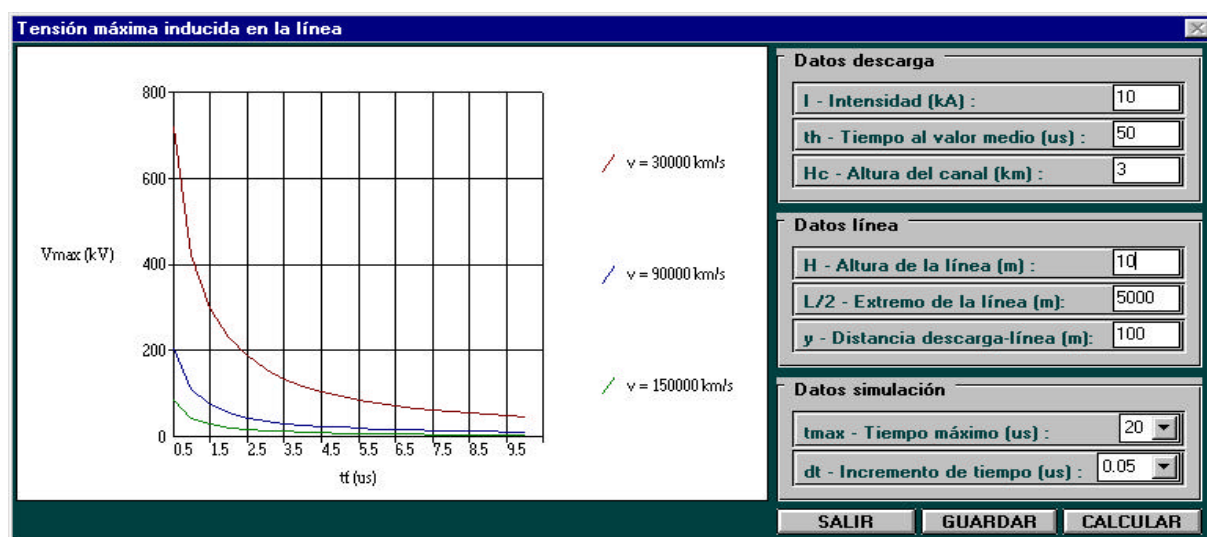 Tensión máxima inducida en la línea
800
600
400
200
0
Vmax (kV)
0.5 1.5 2.5 3.5 4.5 5.5 6.5 7.5 8.5 9.5
tf (us)
v = 30000 km/s
v = 90000 km/s
v = 150000 km/s
Datos descarga
I - Intensidad (kA) : 10
th - Tiempo al valor medio (us) : 50
Hc - Altura del canal (km) : 3
Datos línea
H - Altura de la línea (m) : 10
L/2 - Extremo de la línea (m): 5000
y - Distancia descarga-línea (m): 100
Datos simulación
tmax - Tiempo máximo (us) : 20
dt - Incremento de tiempo (us) : 0.05
SALIR GUARDAR CALCULAR